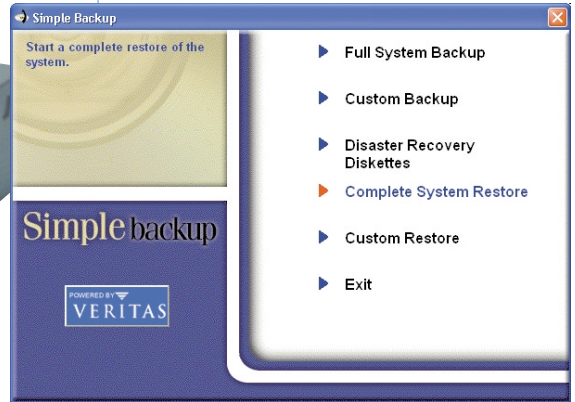 Simple Backup
Start a complete restore of the
system.
Full System Backup
Custom Backup
Disaster Recovery
Diskettes
Complete System Restore
Custom Restore
Exit
Simple backup
POWERED BY
VERITAS